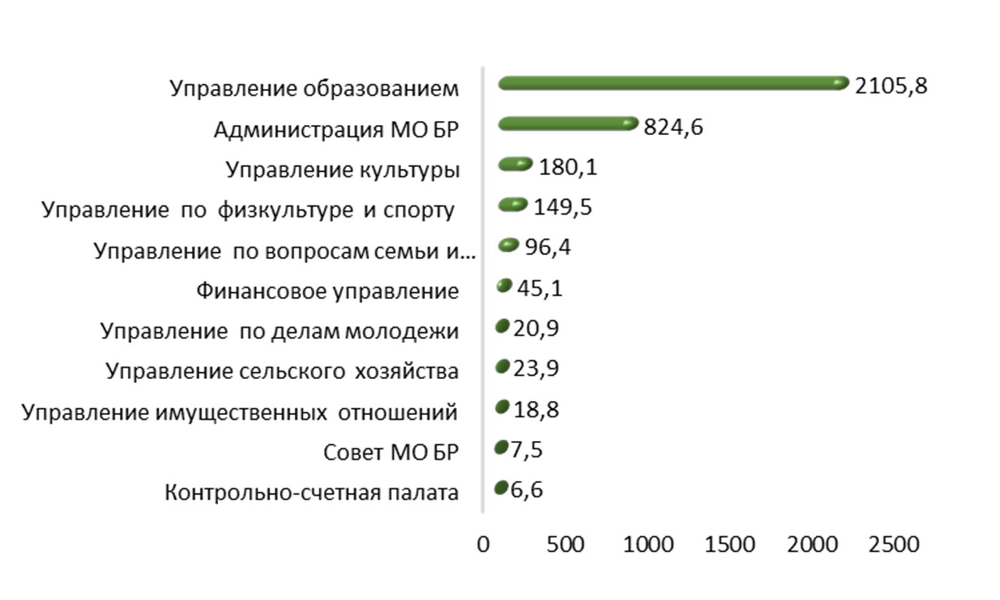 Управление образованием 2105,8
Администрация МО БР 824,6
Управление культуры 180,1
Управление по физкультуре и спорту 149,5
Управление по вопросам семьи и... 96,4
Финансовое управление 45,1
Управление по делам молодежи 20,9
Управление сельского хозяйства 23,9
Управление имущественных отношений 18,8
Совет МО БР 7,5
Контрольно-счетная палата 6,6
0 500 1000 1500 2000 2500